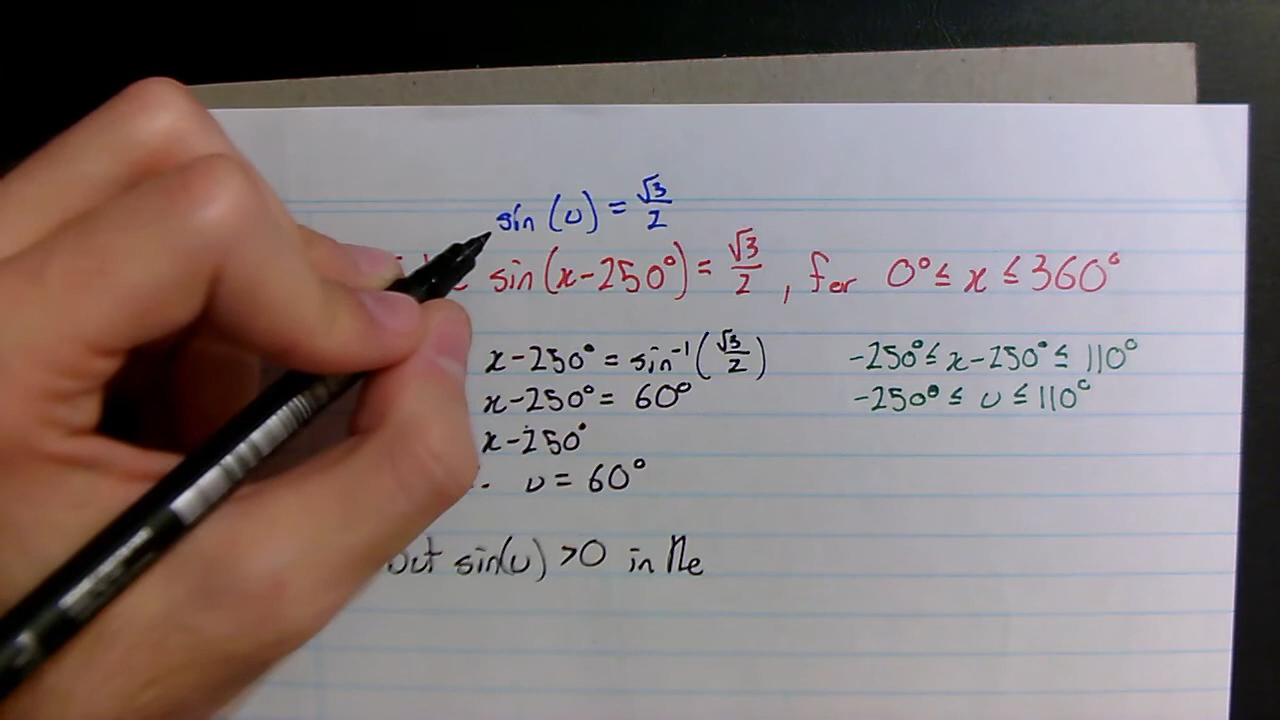 sin (u) = √3/2
sin(x-250°) = √3/2 , for 0° ≤ x ≤ 360°
x-250° = sin⁻¹(√3/2) -250° ≤ x-250° ≤ 110°
x-250° = 60° -250° ≤ u ≤ 110°
x-250°
u = 60°
but sin(u) >0 in the